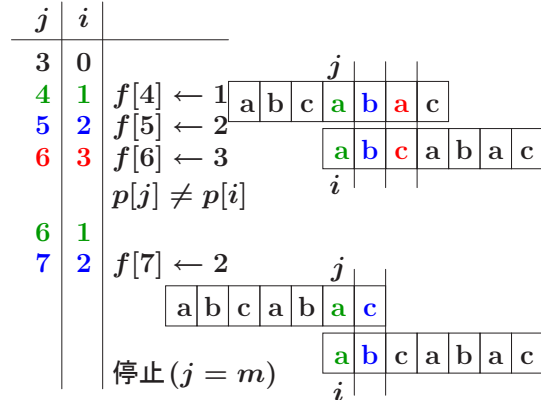 j i
3 0
j
4 1 f[4] ← 1
a b c a b a c
5 2 f[5] ← 2
6 3 f[6] ← 3
a b c a b a c
p[j] ≠ p[i]
i
6 1
7 2 f[7] ← 2
j
a b c a b a c
a b c a b a c
停止(j = m)
i